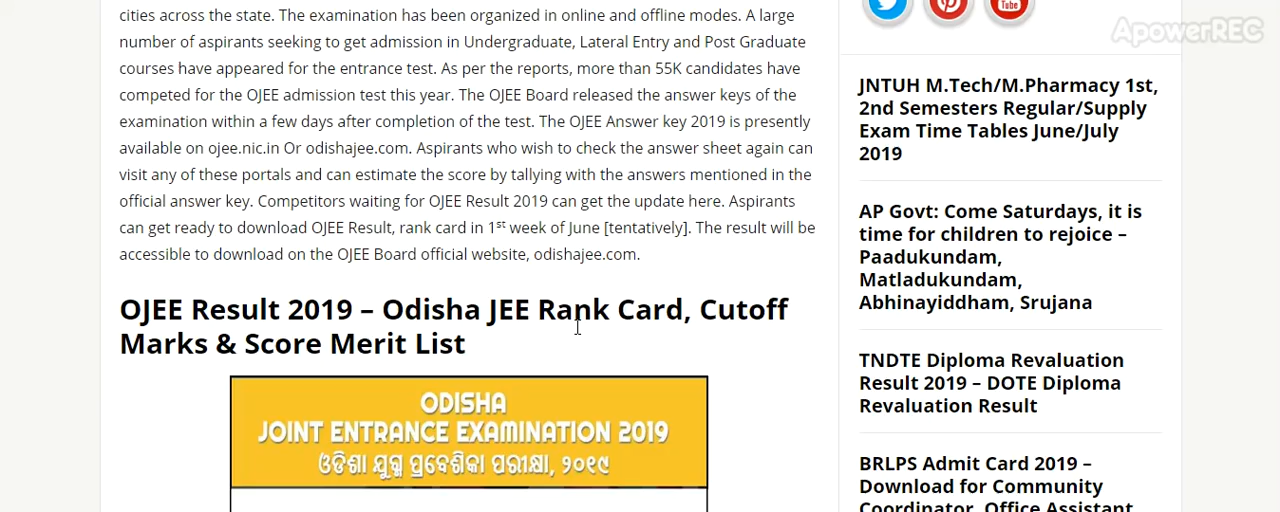 cities across the state. The examination has been organized in online and offline modes. A large
number of aspirants seeking to get admission in Undergraduate, Lateral Entry and Post Graduate
courses have appeared for the entrance test. As per the reports, more than 55K candidates have
competed for the OJEE admission test this year. The OJEE Board released the answer keys of the
examination within a few days after completion of the test. The OJEE Answer key 2019 is presently
available on ojee.nic.in Or odishajee.com. Aspirants who wish to check the answer sheet again can
visit any of these portals and can estimate the score by tallying with the answers mentioned in the
official answer key. Competitors waiting for OJEE Result 2019 can get the update here. Aspirants
can get ready to download OJEE Result, rank card in 1st week of June [tentatively]. The result will be
accessible to download on the OJEE Board official website, odishajee.com.
OJEE Result 2019 – Odisha JEE Rank Card, Cutoff
Marks & Score Merit List
ODISHA
JOINT ENTRANCE EXAMINATION 2019
ଓଡିଶା ଯୁଗ୍ମ ପ୍ରବେଶିକା ପରୀକ୍ଷା, ୨୦୧୯
You
Tube
ApowerREC
JNTUH M.Tech/M.Pharmacy 1st,
2nd Semesters Regular/Supply
Exam Time Tables June/July
2019
AP Govt: Come Saturdays, it is
time for children to rejoice –
Paadukundam,
Matladukundam,
Abhinayiddham, Srujana
TNDTE Diploma Revaluation
Result 2019 – DOTE Diploma
Revaluation Result
BRLPS Admit Card 2019 –
Download for Community
Coordinator, Office Assistant